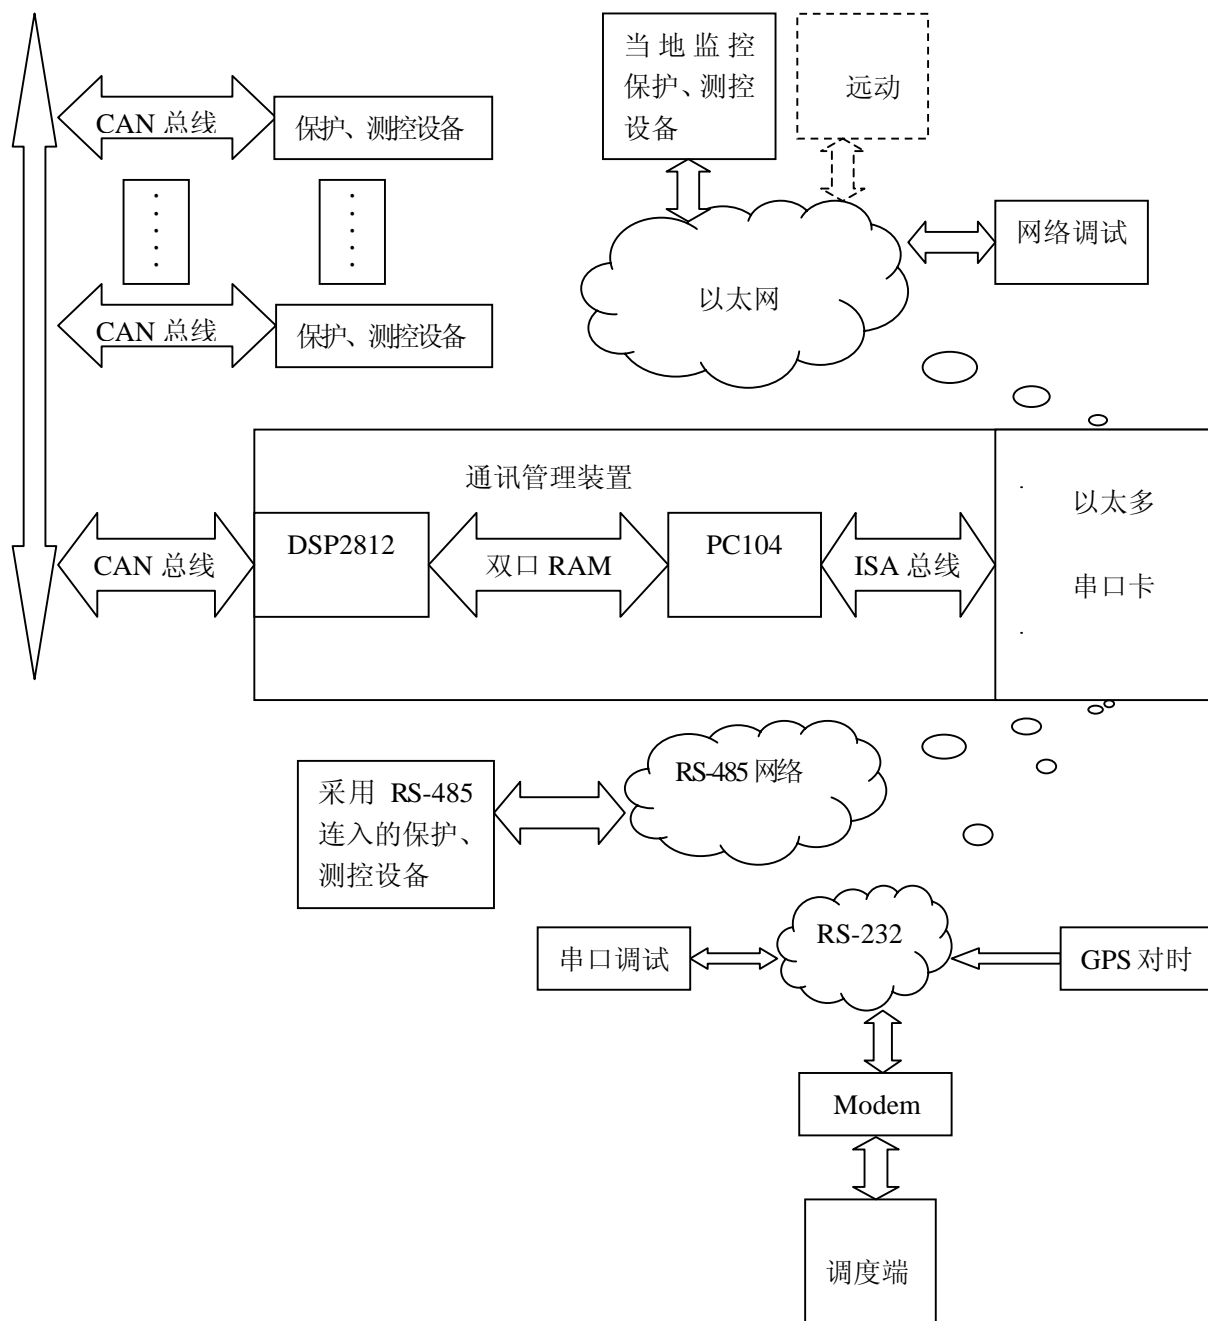 当地监控
保护、测控
设备
远动
CAN 总线
保护、测控设备
网络调试
以太网
CAN 总线
保护、测控设备
通讯管理装置
CAN 总线
DSP2812
双口 RAM
PC104
ISA 总线
以太多
串口卡
RS-485 网络
采用 RS-485
连入的保护、
测控设备
RS-232
串口调试
GPS 对时
Modem
调度端